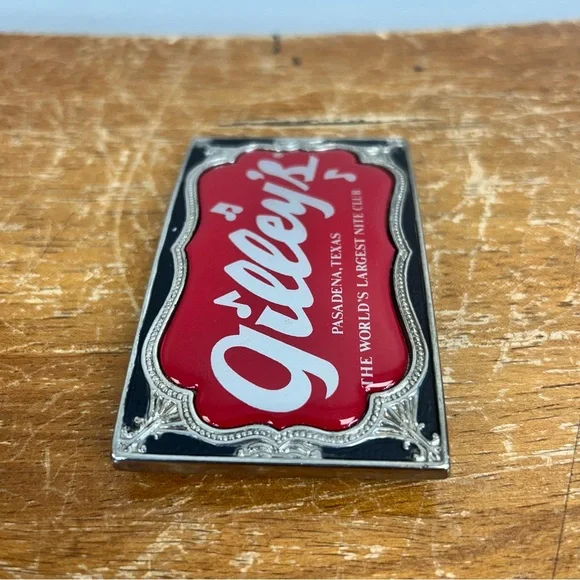 gilley's
PASADENA, TEXAS
THE WORLD'S LARGEST NITE CLUB